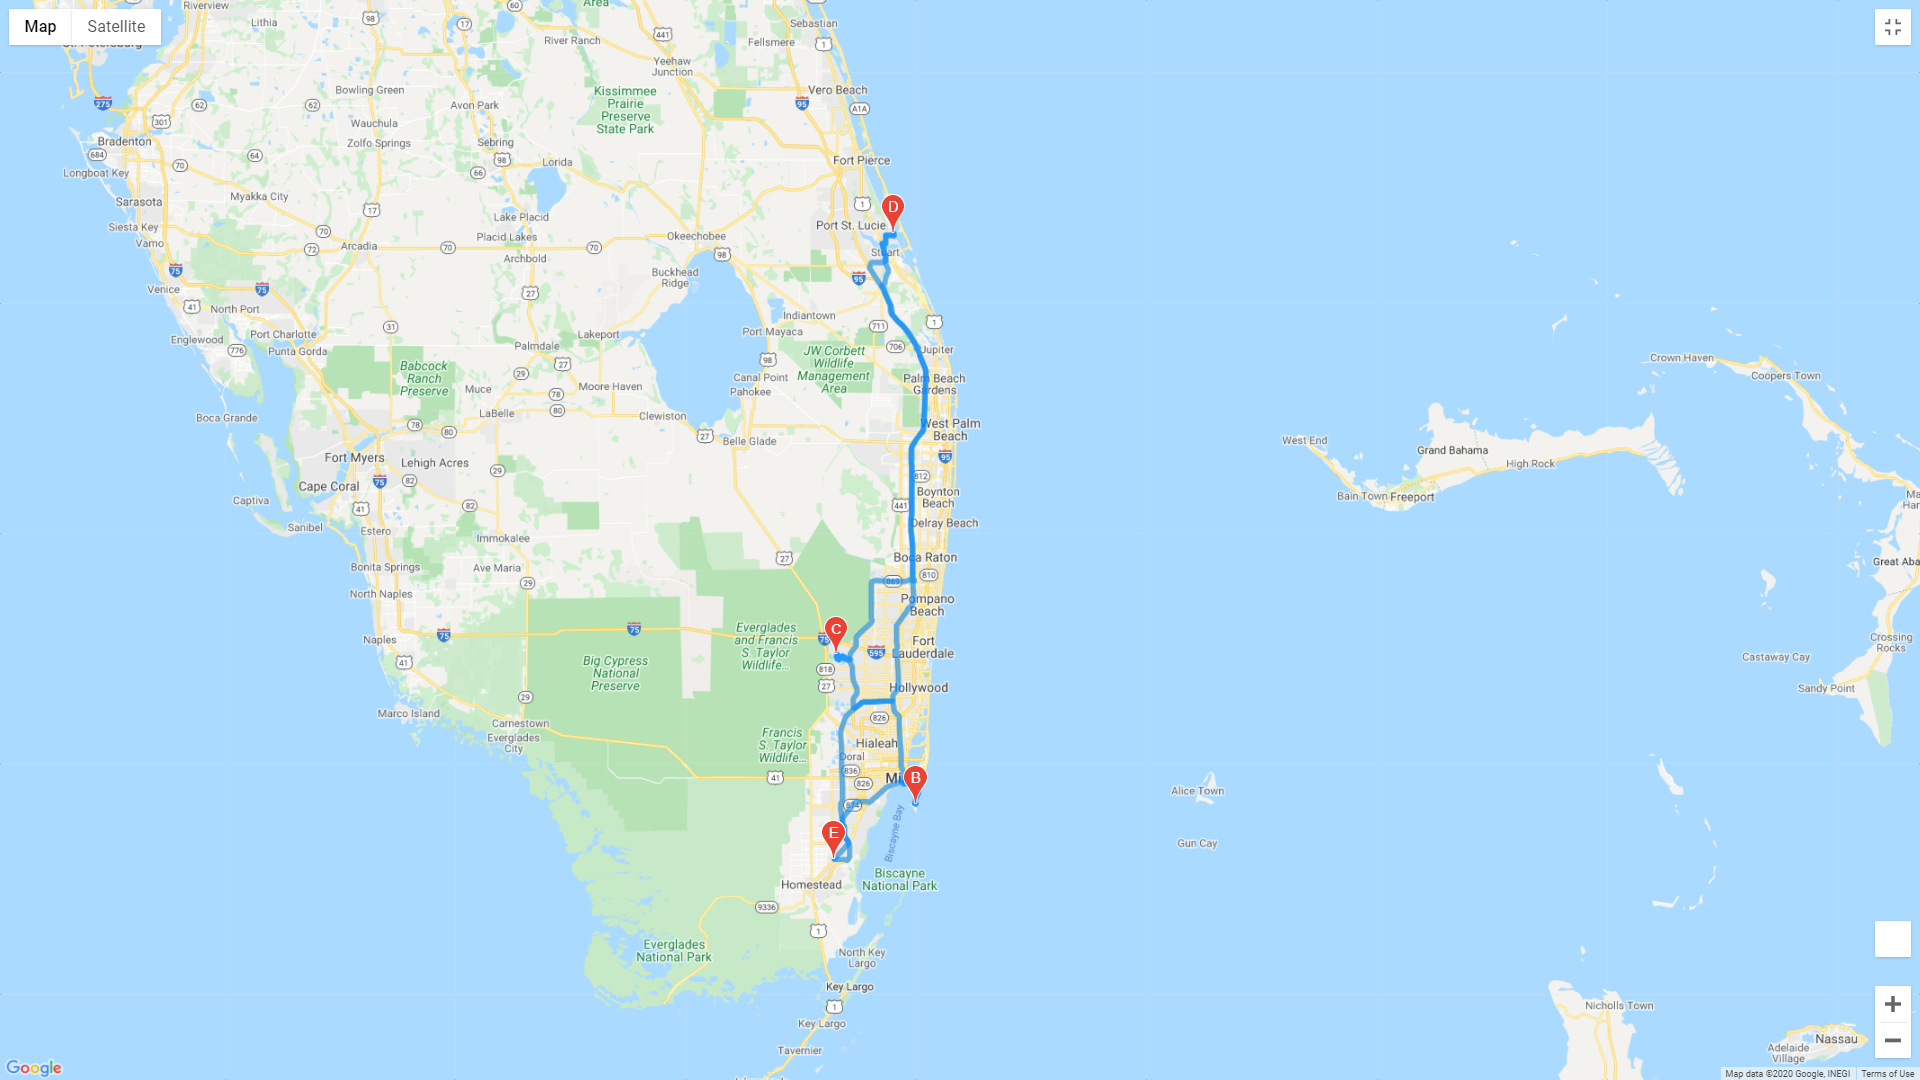 Map
Satellite
Riverview
Lithia
98
17
60
Area
River Ranch
441
Sebastian
Fellsmere
1
Yeehaw
Junction
St. Petersburg
275
62
301
62
Bowling Green
Wauchula
Zolfo Springs
Avon Park
Sebring
98
66
Lorida
Kissimmee
Prairie
Preserve
State Park
95
Vero Beach
A1A
Fort Pierce
Bradenton
684
Longboat Key
70
64
Sarasota
Myakka City
17
Siesta Key
Vamo
70
72
Arcadia
70
Lake Placid
Placid Lakes
Archbold
70
Okeechobee
98
1
D
Port St. Lucie
Stuart
75
Venice
75
41
North Port
27
Buckhead
Ridge
95
Indiantown
711
1
Port Mayaca
706
Jupiter
Englewood
776
Port Charlotte
Punta Gorda
31
Palmdale
Lakeport
27
29
98
JW Corbett
Wildlife
Management
Area
Babcock
Ranch
Preserve
Muce
78
Moore Haven
Canal Point
Pahokee
Palm Beach
Gardens
Boca Grande
78
80
LaBelle
80
Clewiston
27
Belle Glade
West Palm
Beach
95
Fort Myers
Lehigh Acres
29
75
82
Cape Coral
Captiva
41
82
812
Boynton
Beach
441
Delray Beach
Sanibel
Estero
Immokalee
27
Boca Raton
Bonita Springs
Ave Maria
29
869
810
North Naples
Pompano
Beach
Naples
75
75
41
Everglades
and Francis
S. Taylor
Wildlife...
C
75
595
Fort
Lauderdale
Big Cypress
National
Preserve
818
27
Hollywood
29
Marco Island
Carnestown
Everglades
City
Francis
S. Taylor
Wildlife...
826
Hialeah
Doral
41
836
826
B
874
E
Biscayne Bay
Homestead
Biscayne
National Park
9336
1
Everglades
National Park
North Key
Largo
Key Largo
1
Key Largo
Tavernier
Crown Haven
Coopers Town
West End
Grand Bahama
High Rock
Bain Town
Freeport
Great Aba
Crossing
Rocks
Castaway Cay
Sandy Point
Alice Town
Gun Cay
Nicholls Town
Adelaide
Village
Nassau
Google
Map data ©2020 Google, INEGI
Terms of Use